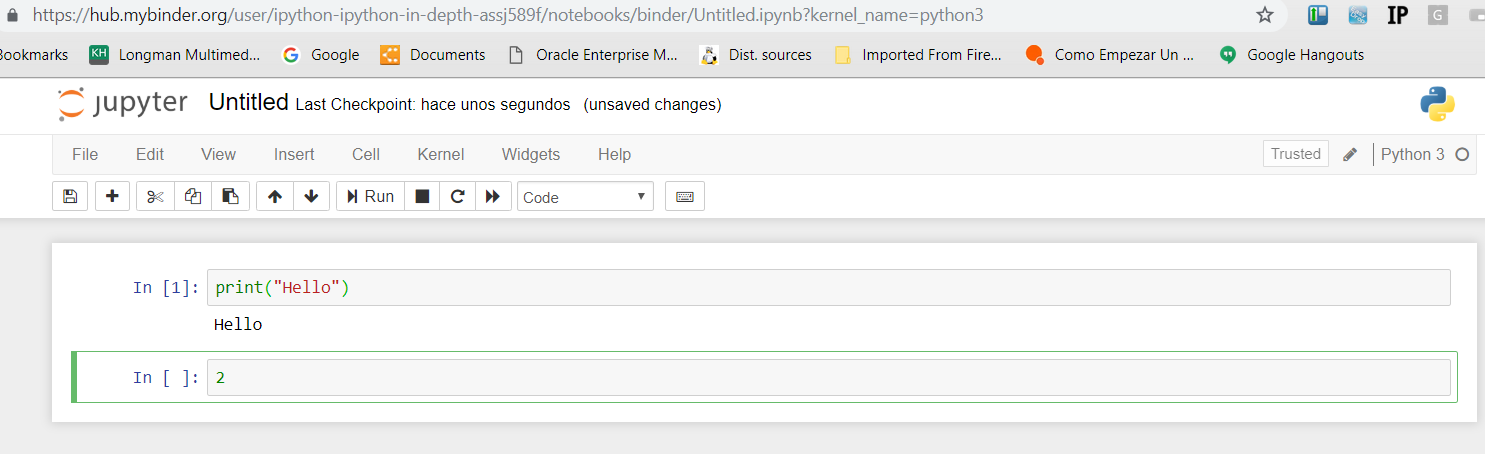 https://hub.mybinder.org/user/ipython-ipython-in-depth-assj589f/notebooks/binder/Untitled.ipynb?kernel_name=python3 IP G
Bookmarks KH Longman Multimed... G Google Documents Oracle Enterprise M... Dist. sources Imported From Fire... Como Empezar Un ... Google Hangouts
jupyter Untitled Last Checkpoint: hace unos segundos (unsaved changes)
File Edit View Insert Cell Kernel Widgets Help Trusted Python 3
Run Code
In [1]: print("Hello")
Hello
In [ ]: 2